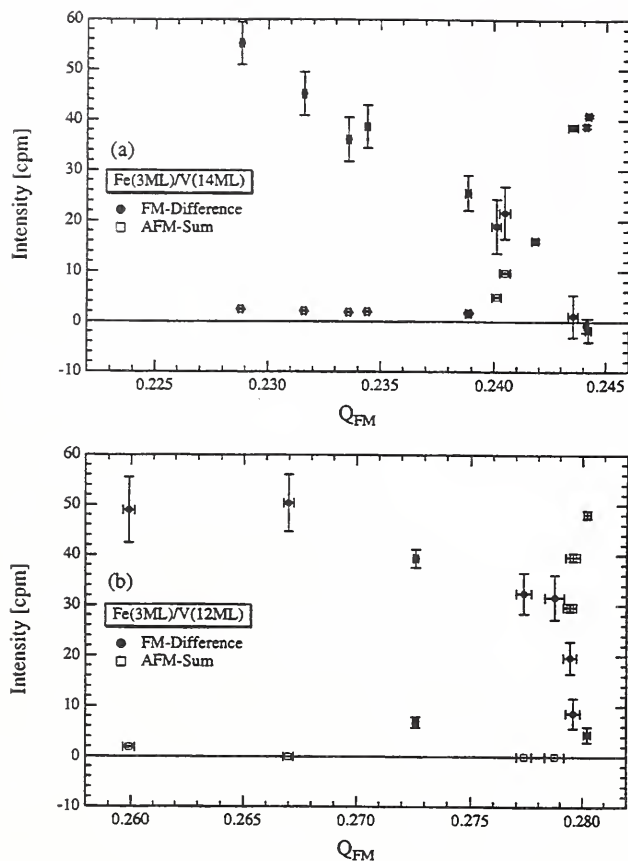 60
50
40
30
20
10
0
-10
Intensity [cpm]
(a)
Fe(3ML)/V(14ML)
FM-Difference
AFM-Sum
0.225
0.230
0.235
0.240
0.245
Q_FM
60
50
40
30
20
10
0
-10
Intensity [cpm]
(b)
Fe(3ML)/V(12ML)
FM-Difference
AFM-Sum
0.260
0.265
0.270
0.275
0.280
Q_FM